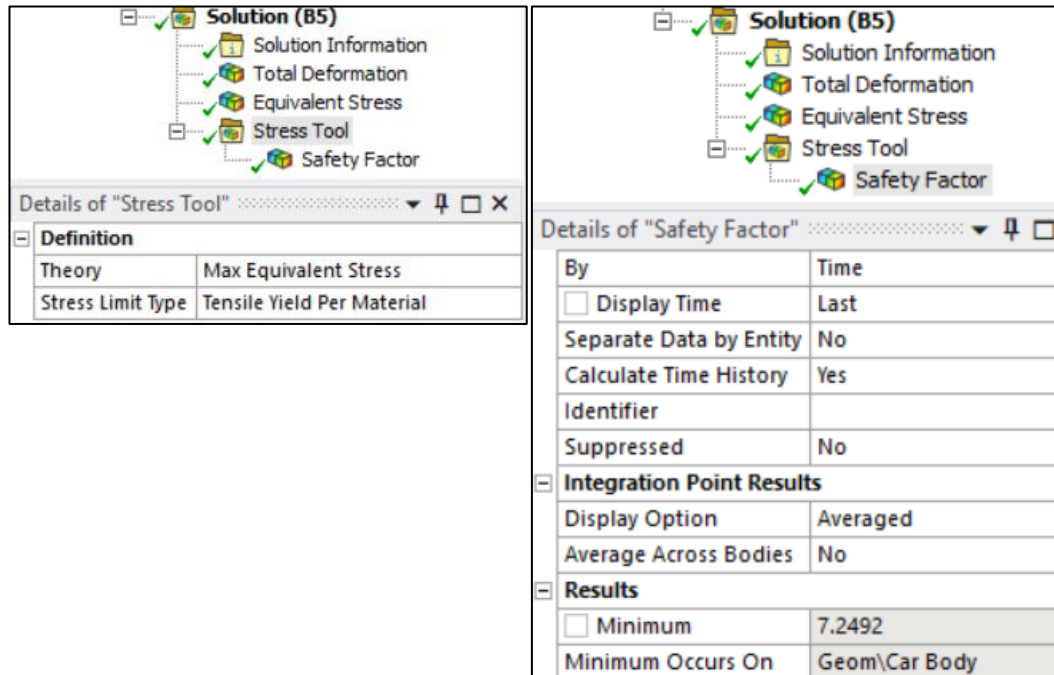 Solution (B5)
Solution Information
Total Deformation
Equivalent Stress
Stress Tool
Safety Factor
Details of "Stress Tool"
Definition
Theory Max Equivalent Stress
Stress Limit Type Tensile Yield Per Material
Solution (B5)
Solution Information
Total Deformation
Equivalent Stress
Stress Tool
Safety Factor
Details of "Safety Factor"
By Time
Display Time Last
Separate Data by Entity No
Calculate Time History Yes
Identifier
Suppressed No
Integration Point Results
Display Option Averaged
Average Across Bodies No
Results
Minimum 7.2492
Minimum Occurs On Geom\Car Body